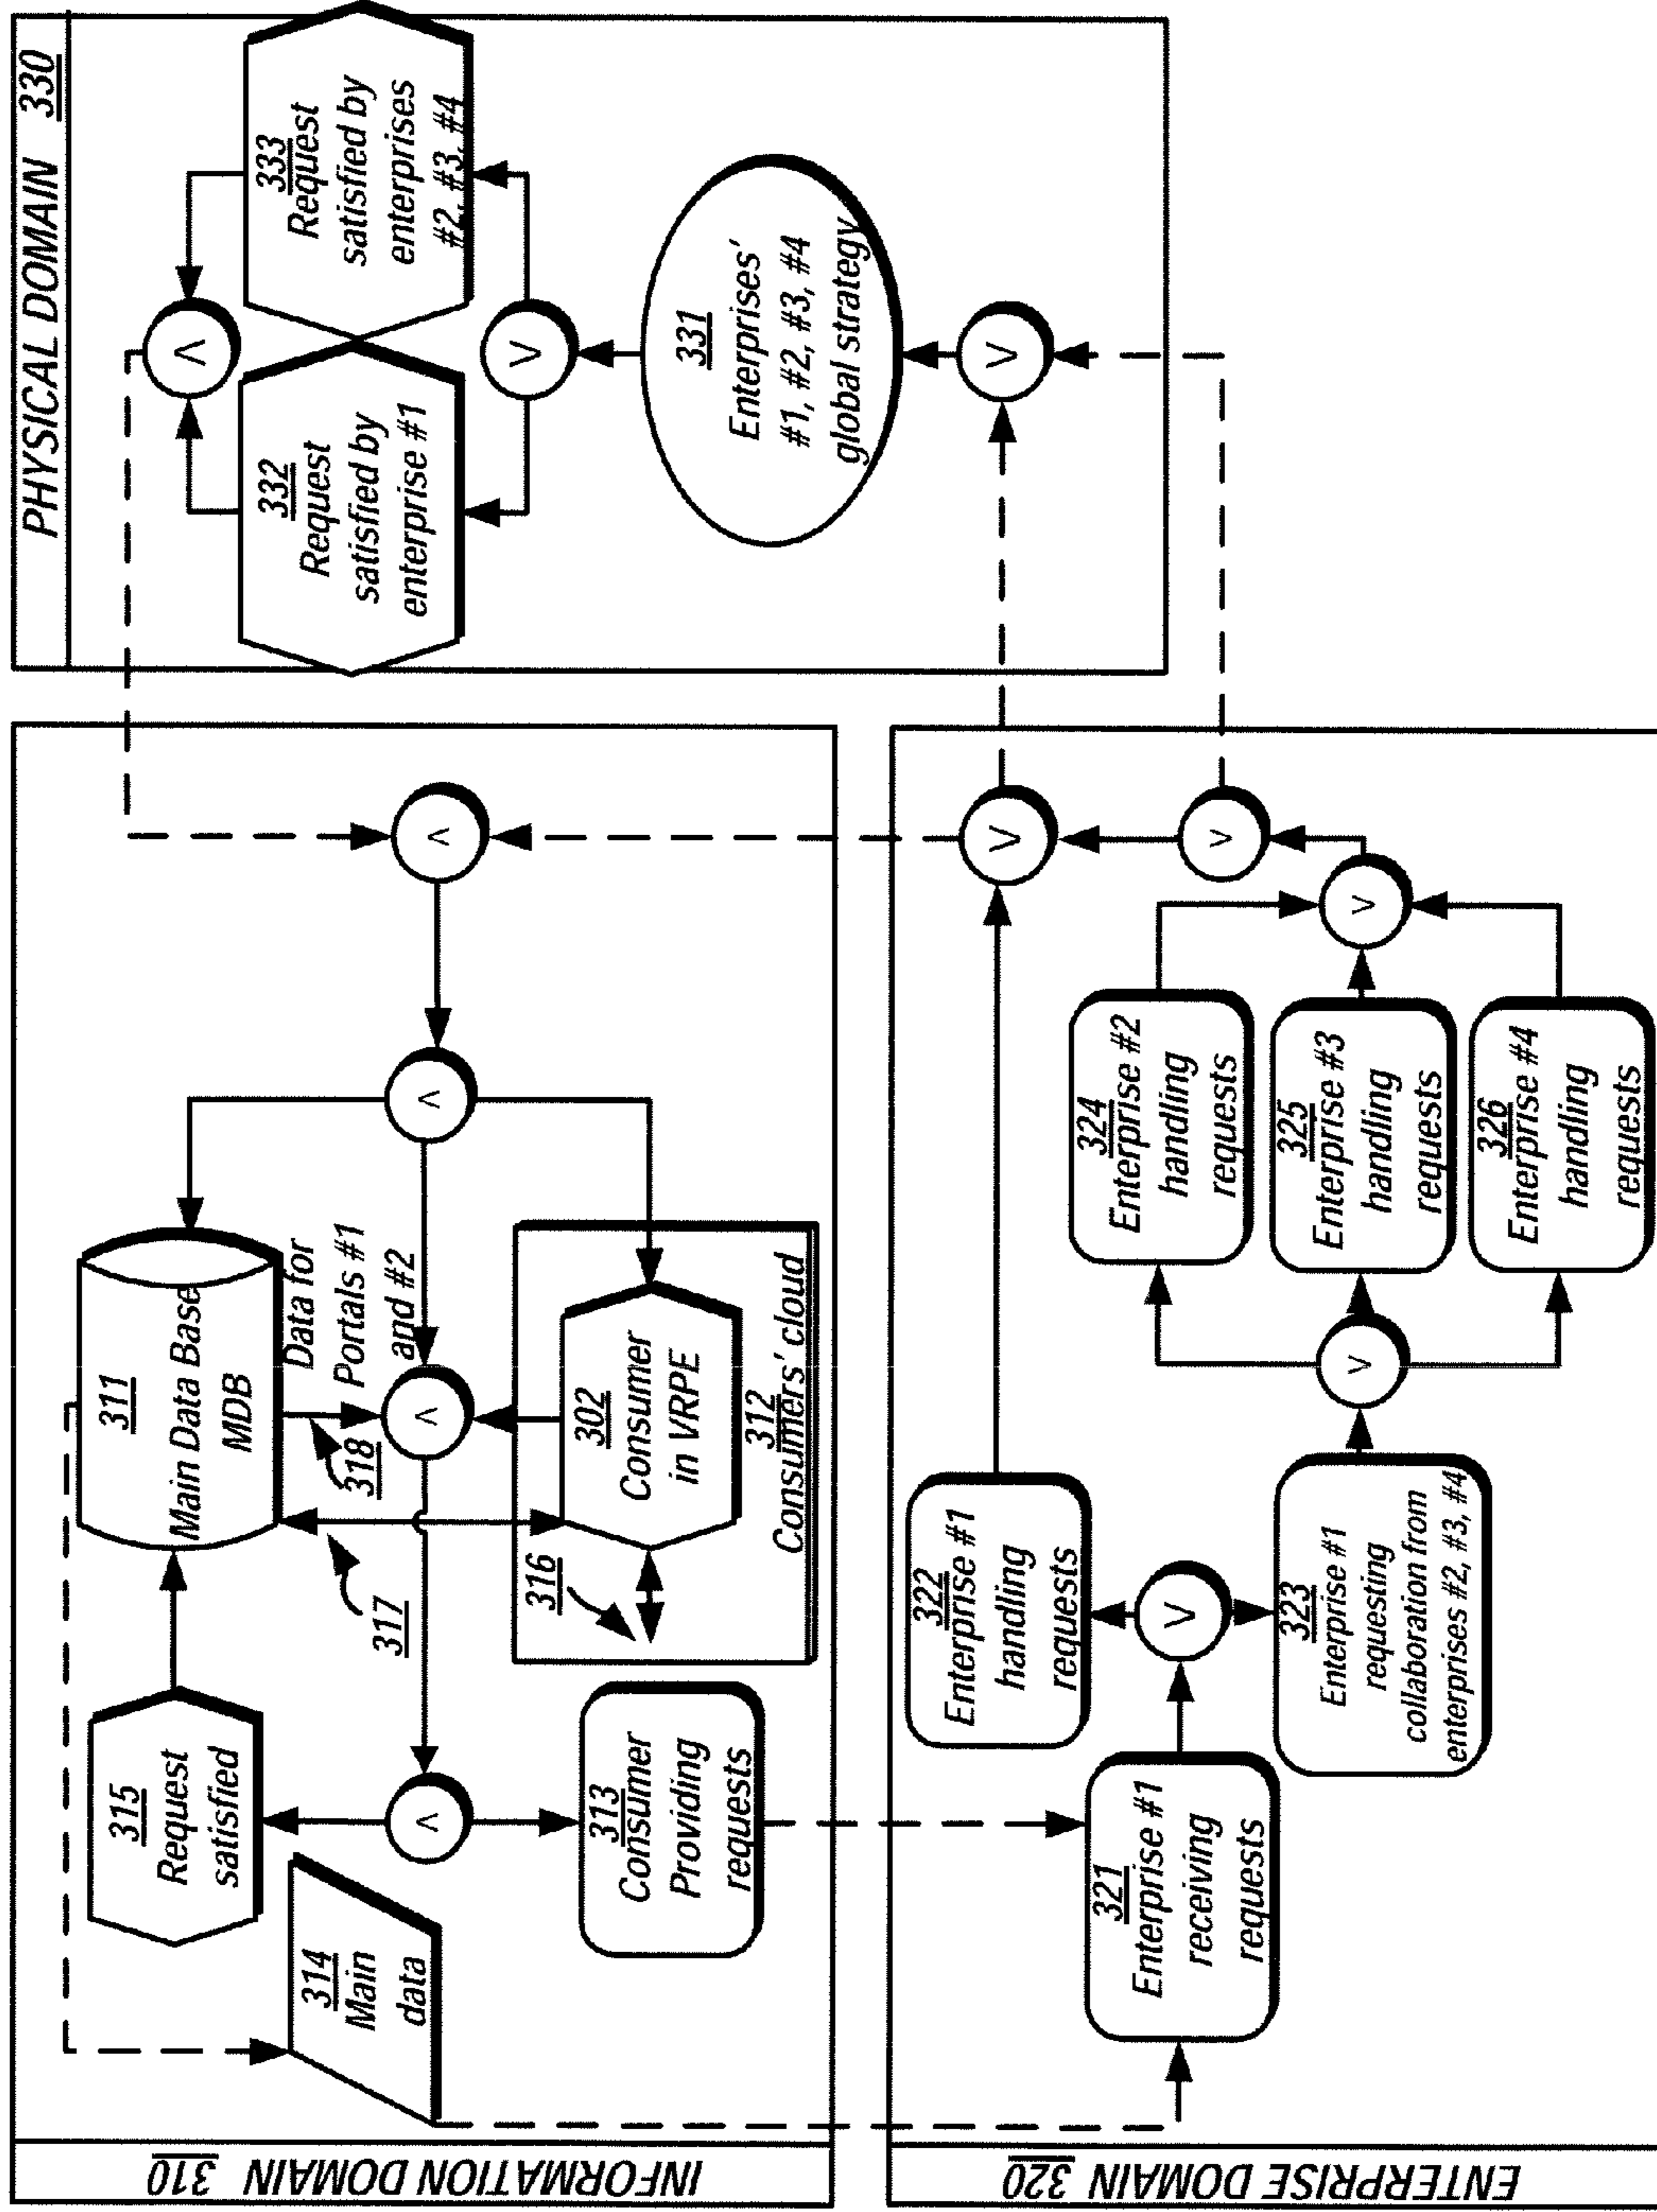 PHYSICAL DOMAIN 330
333
Request
satisfied by
enterprises
#2, #3, #4
332
Request
satisfied by
enterprise #1
331
Enterprises'
#1, #2, #3, #4
global strategy
Λ
V
V
INFORMATION DOMAIN 310
311
Main Data Base
MDB
Data for
Portals #1
and #2
318
317
316
302
Consumer
in VRPE
312
Consumers' cloud
315
Request
satisfied
314
Main
data
313
Consumer
Providing
requests
<
<
<
<
ENTERPRISE DOMAIN 320
321
Enterprise #1
receiving
requests
322
Enterprise #1
handling
requests
323
Enterprise #1
requesting
collaboration from
enterprises #2, #3, #4
324
Enterprise #2
handling
requests
325
Enterprise #3
handling
requests
326
Enterprise #4
handling
requests
V
V
V
V
V